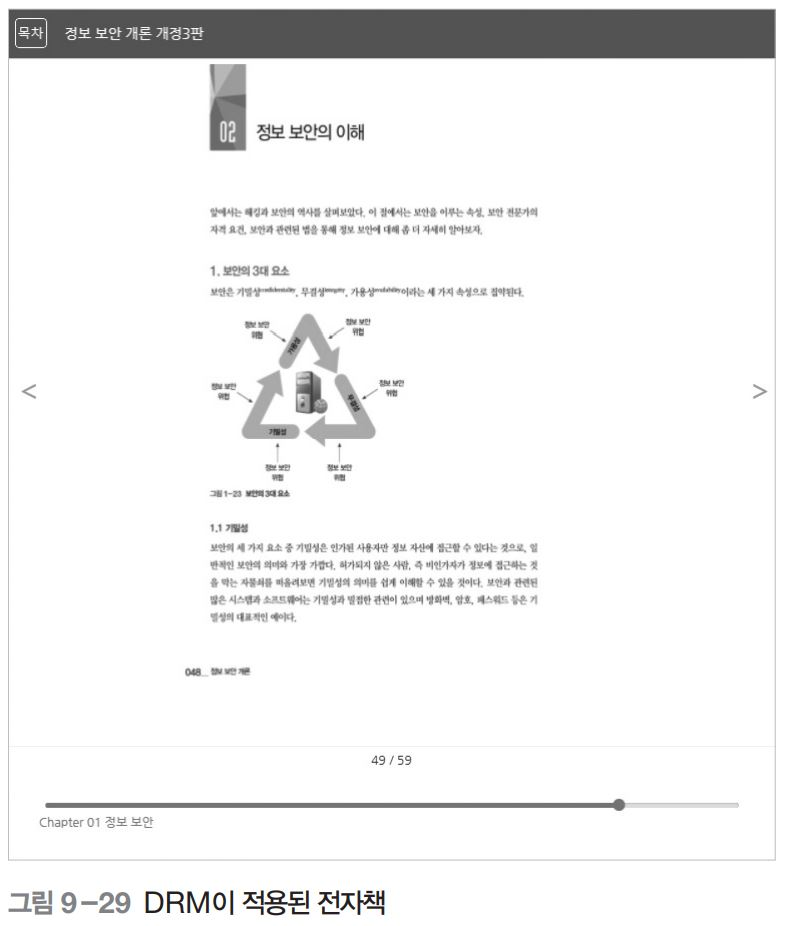 목차 정보 보안 개론 개정3판
02 정보 보안의 이해
앞에서는 해킹과 보안의 역사를 살펴보았다. 이 절에서는 보안을 이루는 속성, 보안 전문가의
자격 요건, 보안과 관련된 법을 통해 정보 보안에 대해 좀 더 자세히 알아보자.
1. 보안의 3대 요소
보안은 기밀성confidentiality, 무결성integrity, 가용성availability이라는 세 가지 속성으로 집약된다.
정보 보안
위협
정보 보안
위협
가용성
정보 보안
위협
정보 보안
위협
무결성
기밀성
정보 보안
위협
정보 보안
위협
그림 1-23 보안의 3대 요소
1.1 기밀성
보안의 세 가지 요소 중 기밀성은 인가된 사용자만 정보 자산에 접근할 수 있다는 것으로, 일
반적인 보안의 의미와 가장 가깝다. 허가되지 않은 사람, 즉 비인가자가 정보에 접근하는 것
을 막는 자물쇠를 떠올려보면 기밀성의 의미를 쉽게 이해할 수 있을 것이다. 보안과 관련된
많은 시스템과 소프트웨어는 기밀성과 밀접한 관련이 있으며 방화벽, 암호, 패스워드 등은 기
밀성의 대표적인 예이다.
048... 정보 보안 개론
< >
49 / 59
Chapter 01 정보 보안
그림 9-29 DRM이 적용된 전자책